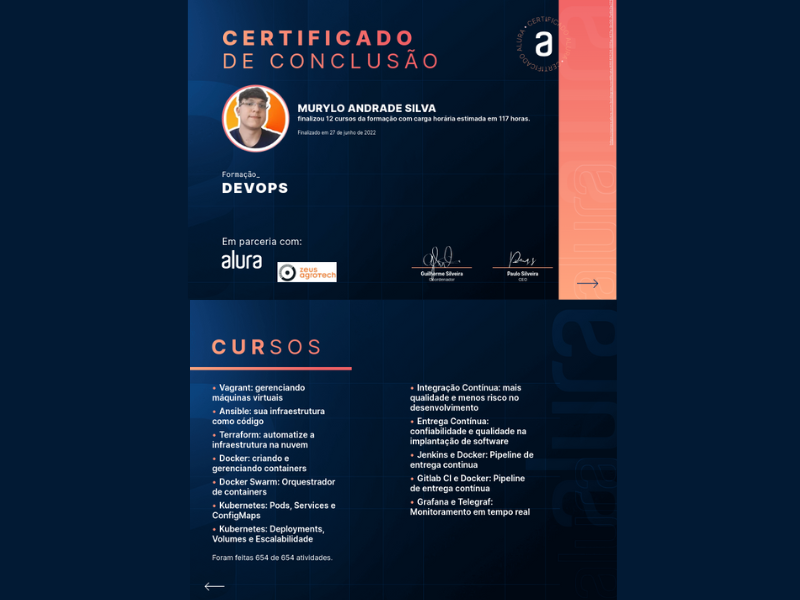 CERTIFICADO
DE CONCLUSÃO
ALURA • CERTIFICADO
ALURA • CERTIFICADO
a
MURYLO ANDRADE SILVA
finalizou 12 cursos da formação com carga horária estimada em 117 horas.
Finalizado em 27 de junho de 2022
Formação_
DEVOPS
Em parceria com:
alura
zeus
agrotech
Guilherme Silveira
Coordenador
Paulo Silveira
CEO
alura
CURSOS
• Vagrant: gerenciando
máquinas virtuais
• Ansible: sua infraestrutura
como código
• Terraform: automatize a
infraestrutura na nuvem
• Docker: criando e
gerenciando containers
• Docker Swarm: Orquestrador
de containers
• Kubernetes: Pods, Services e
ConfigMaps
• Kubernetes: Deployments,
Volumes e Escalabilidade
Foram feitas 654 de 654 atividades.
• Integração Contínua: mais
qualidade e menos risco no
desenvolvimento
• Entrega Contínua:
confiabilidade e qualidade na
implantação de software
• Jenkins e Docker: Pipeline de
entrega contínua
• Gitlab CI e Docker: Pipeline
de entrega contínua
• Grafana e Telegraf:
Monitoramento em tempo real
alura